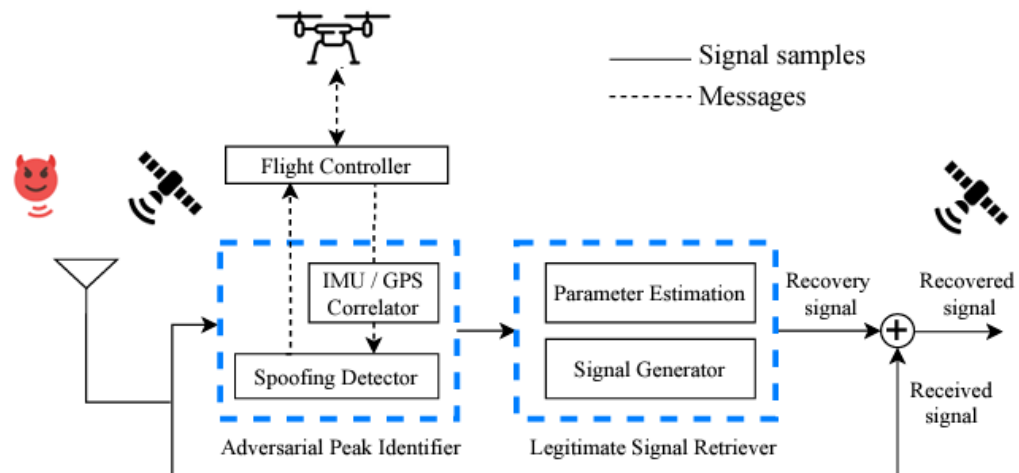 Signal samples
Messages
Flight Controller
IMU / GPS
Correlator
Spoofing Detector
Adversarial Peak Identifier
Parameter Estimation
Signal Generator
Legitimate Signal Retriever
Recovery
signal
Recovered
signal
Received
signal